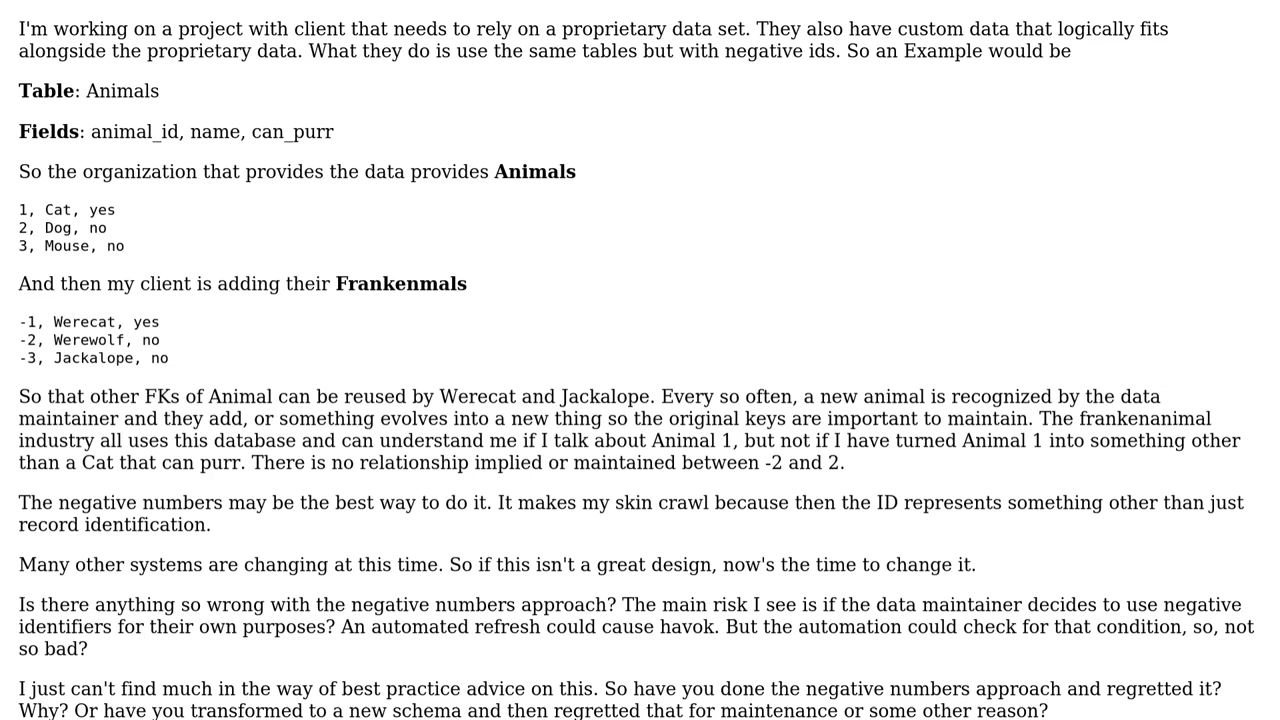 I'm working on a project with client that needs to rely on a proprietary data set. They also have custom data that logically fits
alongside the proprietary data. What they do is use the same tables but with negative ids. So an Example would be
Table: Animals
Fields: animal_id, name, can_purr
So the organization that provides the data provides Animals
1, Cat, yes
2, Dog, no
3, Mouse, no
And then my client is adding their Frankenmals
-1, Werecat, yes
-2, Werewolf, no
-3, Jackalope, no
So that other FKs of Animal can be reused by Werecat and Jackalope. Every so often, a new animal is recognized by the data
maintainer and they add, or something evolves into a new thing so the original keys are important to maintain. The frankenanimal
industry all uses this database and can understand me if I talk about Animal 1, but not if I have turned Animal 1 into something other
than a Cat that can purr. There is no relationship implied or maintained between -2 and 2.
The negative numbers may be the best way to do it. It makes my skin crawl because then the ID represents something other than just
record identification.
Many other systems are changing at this time. So if this isn't a great design, now's the time to change it.
Is there anything so wrong with the negative numbers approach? The main risk I see is if the data maintainer decides to use negative
identifiers for their own purposes? An automated refresh could cause havok. But the automation could check for that condition, so, not
so bad?
I just can't find much in the way of best practice advice on this. So have you done the negative numbers approach and regretted it?
Why? Or have you transformed to a new schema and then regretted that for maintenance or some other reason?